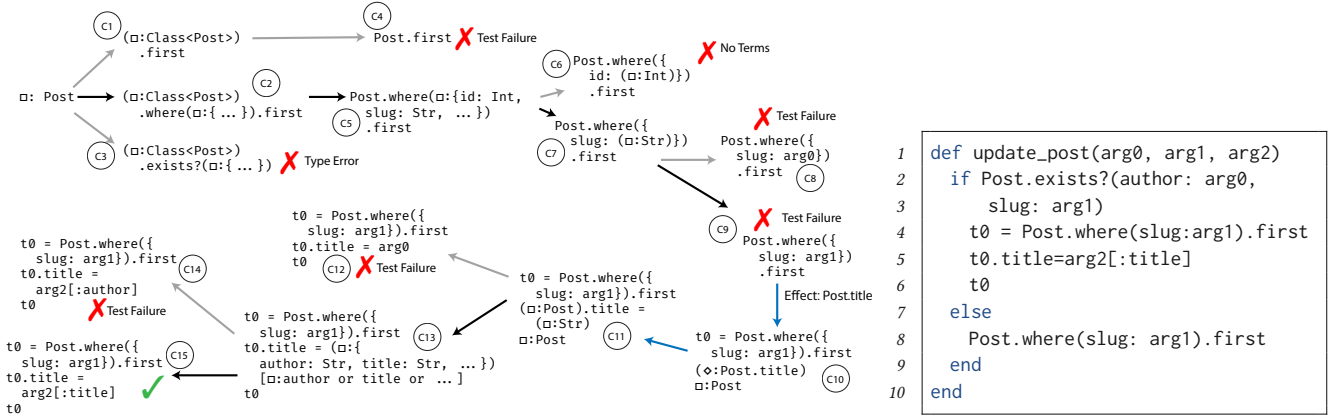 C1
(□:Class<Post>)
.first
C4
Post.first ✗ Test Failure
□: Post
C2
(□:Class<Post>)
.where(□:{ … }).first
C3
(□:Class<Post>)
.exists?(□:{ … }) ✗ Type Error
Post.where(□:{id: Int,
slug: Str, … })
.first
C5
C6
Post.where({
id: (□:Int)})
.first
✗ No Terms
Post.where({
slug: (□:Str)})
.first
C7
✗ Test Failure
Post.where({
slug: arg0})
.first
C8
C9
✗ Test Failure
Post.where({
slug: arg1})
.first
Effect: Post.title
t0 = Post.where({
slug: arg1}).first
(◇:Post.title)
□:Post
C10
t0 = Post.where({
slug: arg1}).first
(□:Post).title =
(□:Str)
□:Post
C11
t0 = Post.where({
slug: arg1}).first
t0.title = arg0
t0
C12
✗ Test Failure
t0 = Post.where({
slug: arg1}).first
t0.title = (□:{
author: Str, title: Str, … })
[□:author or title or … ]
t0
C13
t0 = Post.where({
slug: arg1}).first
t0.title =
arg2[:author]
t0
C14
✗ Test Failure
t0 = Post.where({
slug: arg1}).first
t0.title =
arg2[:title]
t0
C15
✓
1 def update_post(arg0, arg1, arg2)
2 if Post.exists?(author: arg0,
3 slug: arg1)
4 t0 = Post.where(slug:arg1).first
5 t0.title=arg2[:title]
6 t0
7 else
8 Post.where(slug: arg1).first
9 end
10 end